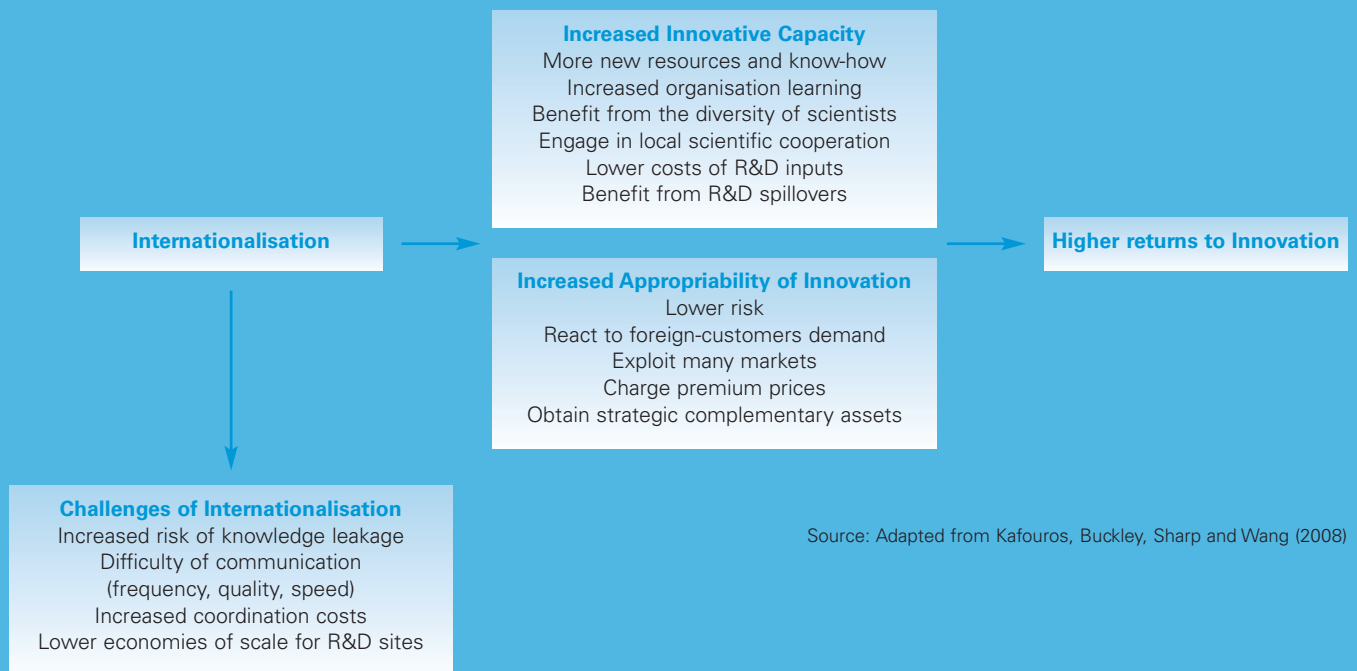 Increased Innovative Capacity
More new resources and know-how
Increased organisation learning
Benefit from the diversity of scientists
Engage in local scientific cooperation
Lower costs of R&D inputs
Benefit from R&D spillovers
Internationalisation
Higher returns to Innovation
Increased Appropriability of Innovation
Lower risk
React to foreign-customers demand
Exploit many markets
Charge premium prices
Obtain strategic complementary assets
Challenges of Internationalisation
Increased risk of knowledge leakage
Difficulty of communication
(frequency, quality, speed)
Increased coordination costs
Lower economies of scale for R&D sites
Source: Adapted from Kafouros, Buckley, Sharp and Wang (2008)